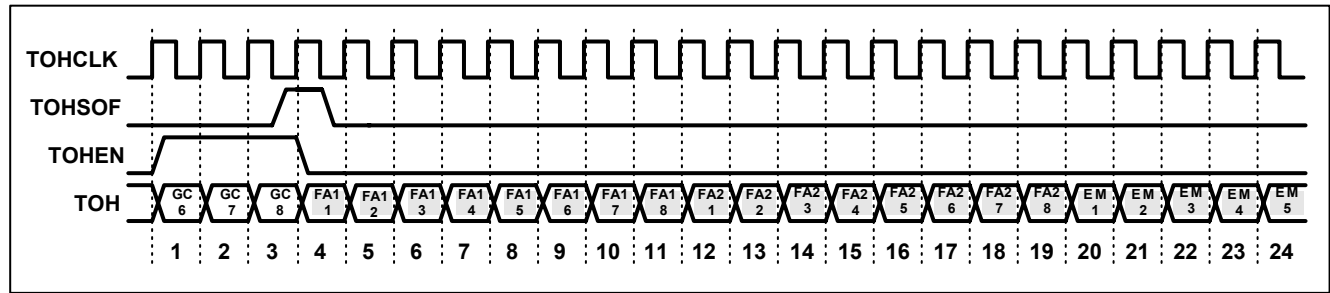 TOHCLK
TOHSOF
TOHEN
TOH
GC 6 GC 7 GC 8 FA1 1 FA1 2 FA1 3 FA1 4 FA1 5 FA1 6 FA1 7 FA1 8 FA2 1 FA2 2 FA2 3 FA2 4 FA2 5 FA2 6 FA2 7 FA2 8 EM 1 EM 2 EM 3 EM 4 EM 5
1 2 3 4 5 6 7 8 9 10 11 12 13 14 15 16 17 18 19 20 21 22 23 24